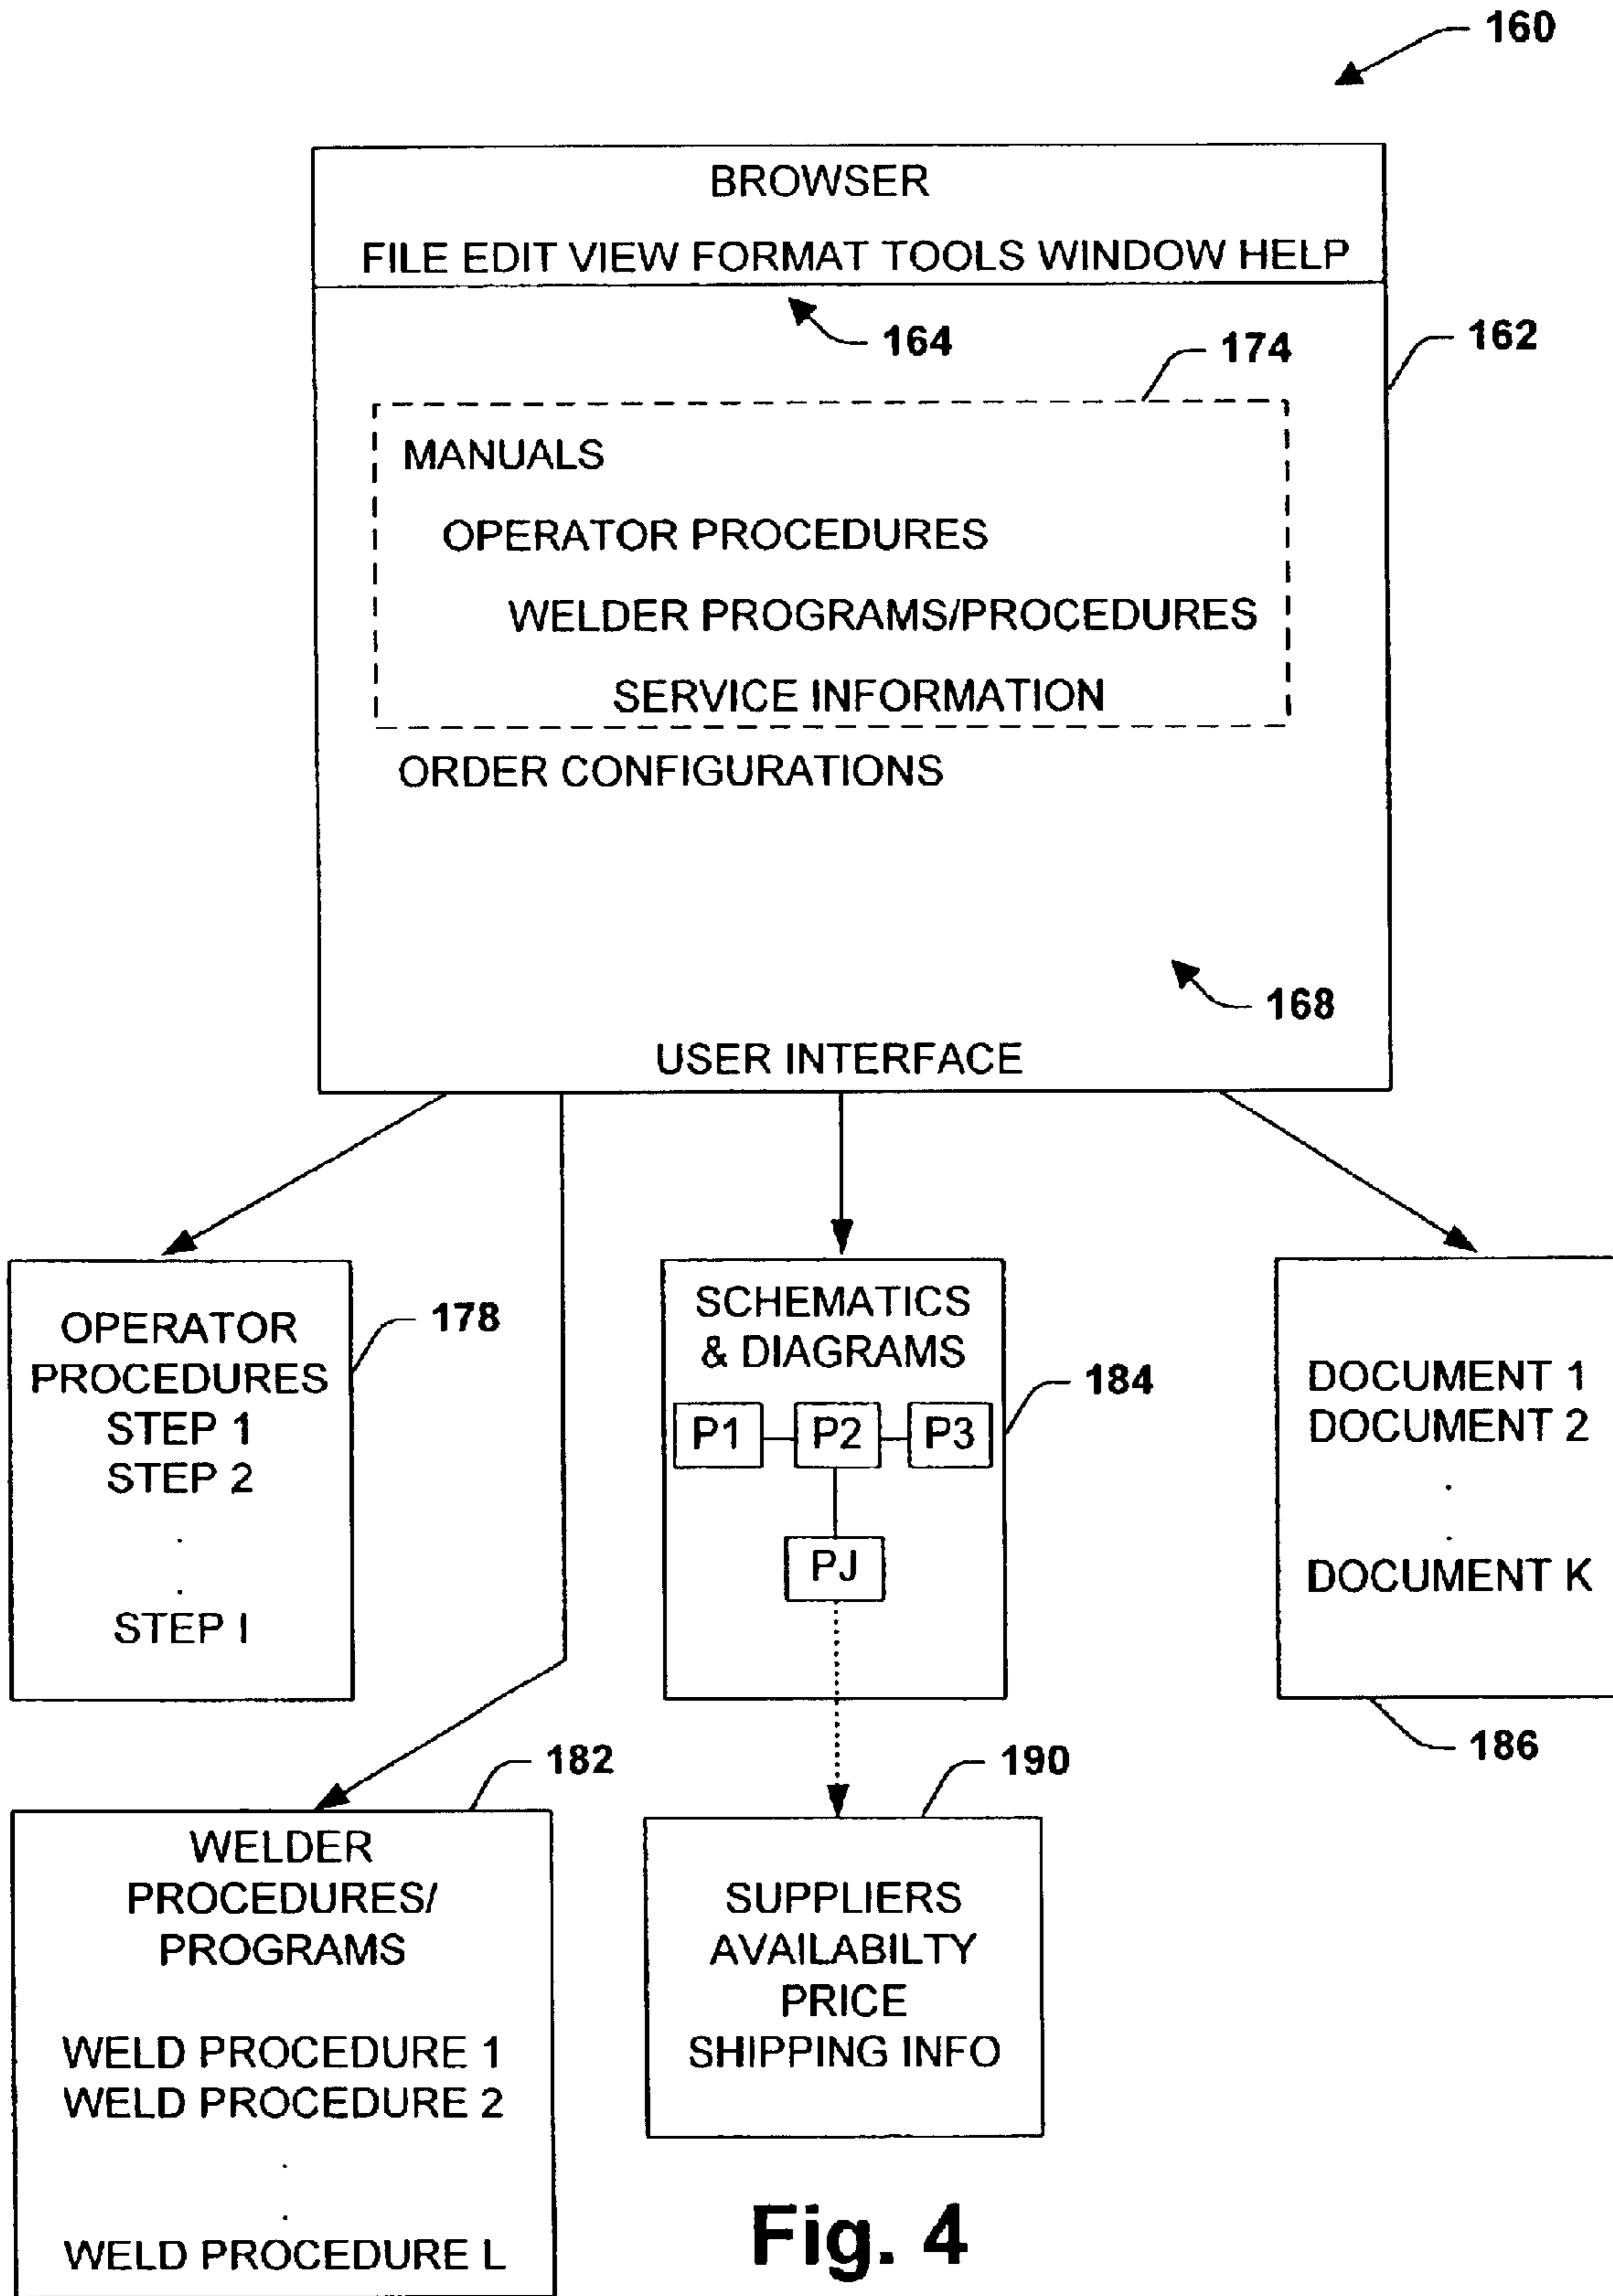 160
BROWSER
FILE EDIT VIEW FORMAT TOOLS WINDOW HELP
164
162
174
MANUALS
OPERATOR PROCEDURES
WELDER PROGRAMS/PROCEDURES
SERVICE INFORMATION
ORDER CONFIGURATIONS
168
USER INTERFACE
OPERATOR
PROCEDURES
STEP 1
STEP 2
.
.
STEP I
178
SCHEMATICS
& DIAGRAMS
P1 P2 P3
PJ
184
DOCUMENT 1
DOCUMENT 2
.
.
DOCUMENT K
186
182
WELDER
PROCEDURES/
PROGRAMS
WELD PROCEDURE 1
WELD PROCEDURE 2
.
.
WELD PROCEDURE L
190
SUPPLIERS
AVAILABILTY
PRICE
SHIPPING INFO
Fig. 4